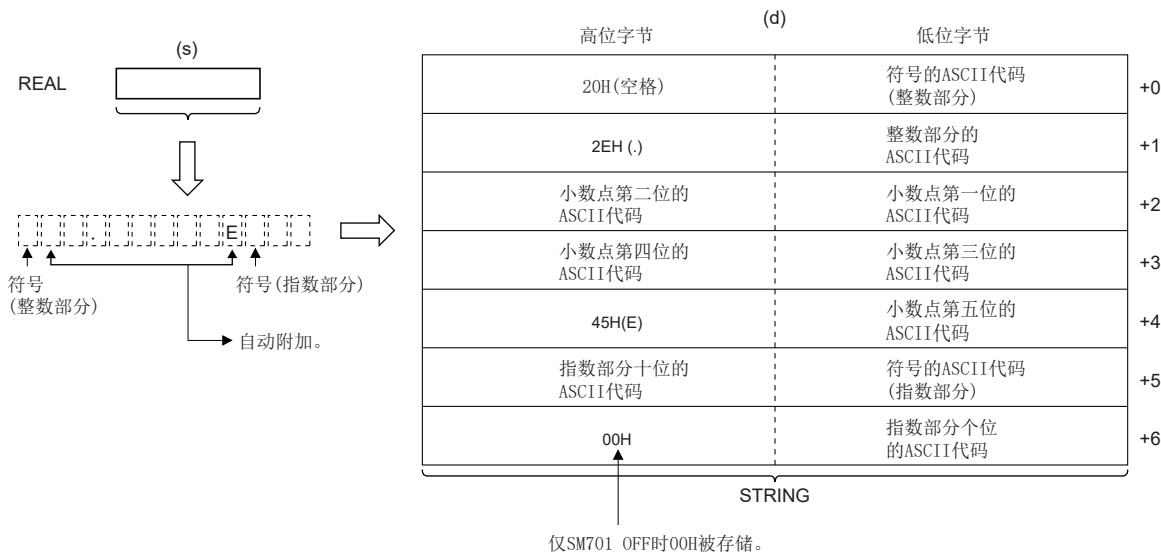 (s)
REAL
. E
符号
(整数部分)
符号(指数部分)
自动附加。
(d)
高位字节 低位字节
20H(空格) 符号的ASCII代码
(整数部分) +0
2EH (.) 整数部分的
ASCII代码 +1
小数点第二位的
ASCII代码 小数点第一位的
ASCII代码 +2
小数点第四位的
ASCII代码 小数点第三位的
ASCII代码 +3
45H(E) 小数点第五位的
ASCII代码 +4
指数部分十位的
ASCII代码 符号的ASCII代码
(指数部分) +5
00H 指数部分个位
的ASCII代码 +6
STRING
仅SM701 OFF时00H被存储。